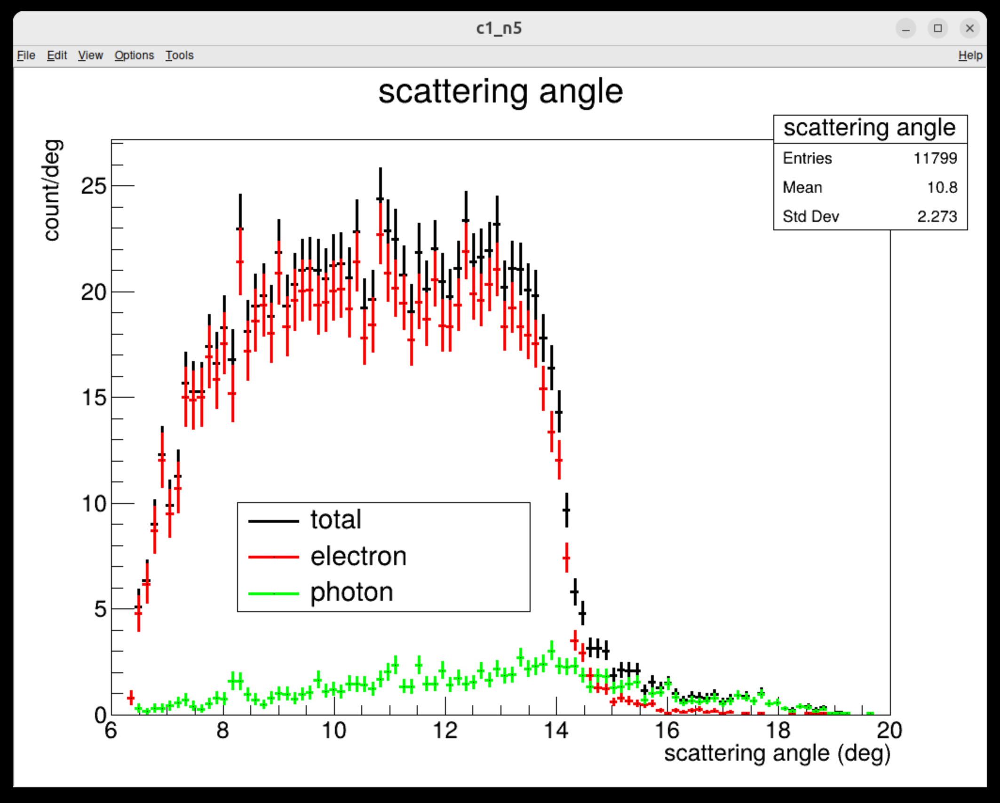 c1_n5
File Edit View Options Tools Help
scattering angle
scattering angle
Entries 11799
Mean 10.8
Std Dev 2.273
count/deg
25
20
15
10
5
0
total
electron
photon
6 8 10 12 14 16 18 20
scattering angle (deg)